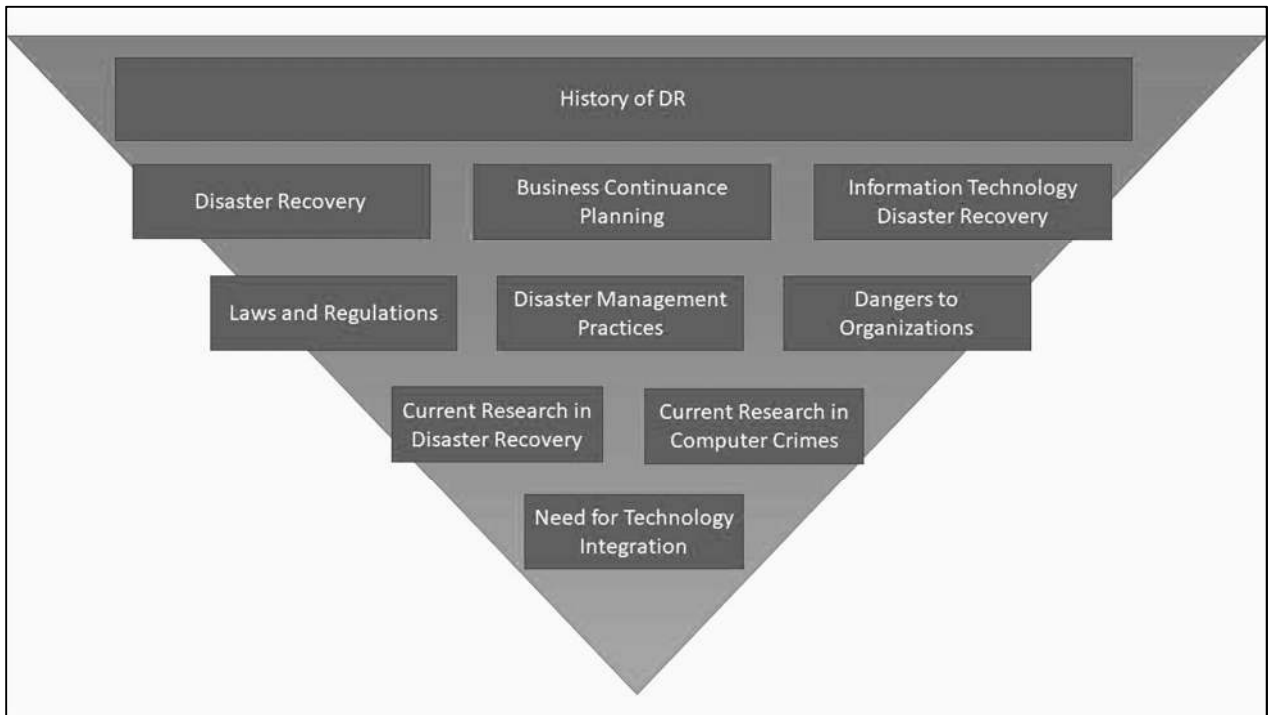 History of DR
Disaster Recovery
Business Continuance
Planning
Information Technology
Disaster Recovery
Laws and Regulations
Disaster Management
Practices
Dangers to
Organizations
Current Research in
Disaster Recovery
Current Research in
Computer Crimes
Need for Technology
Integration